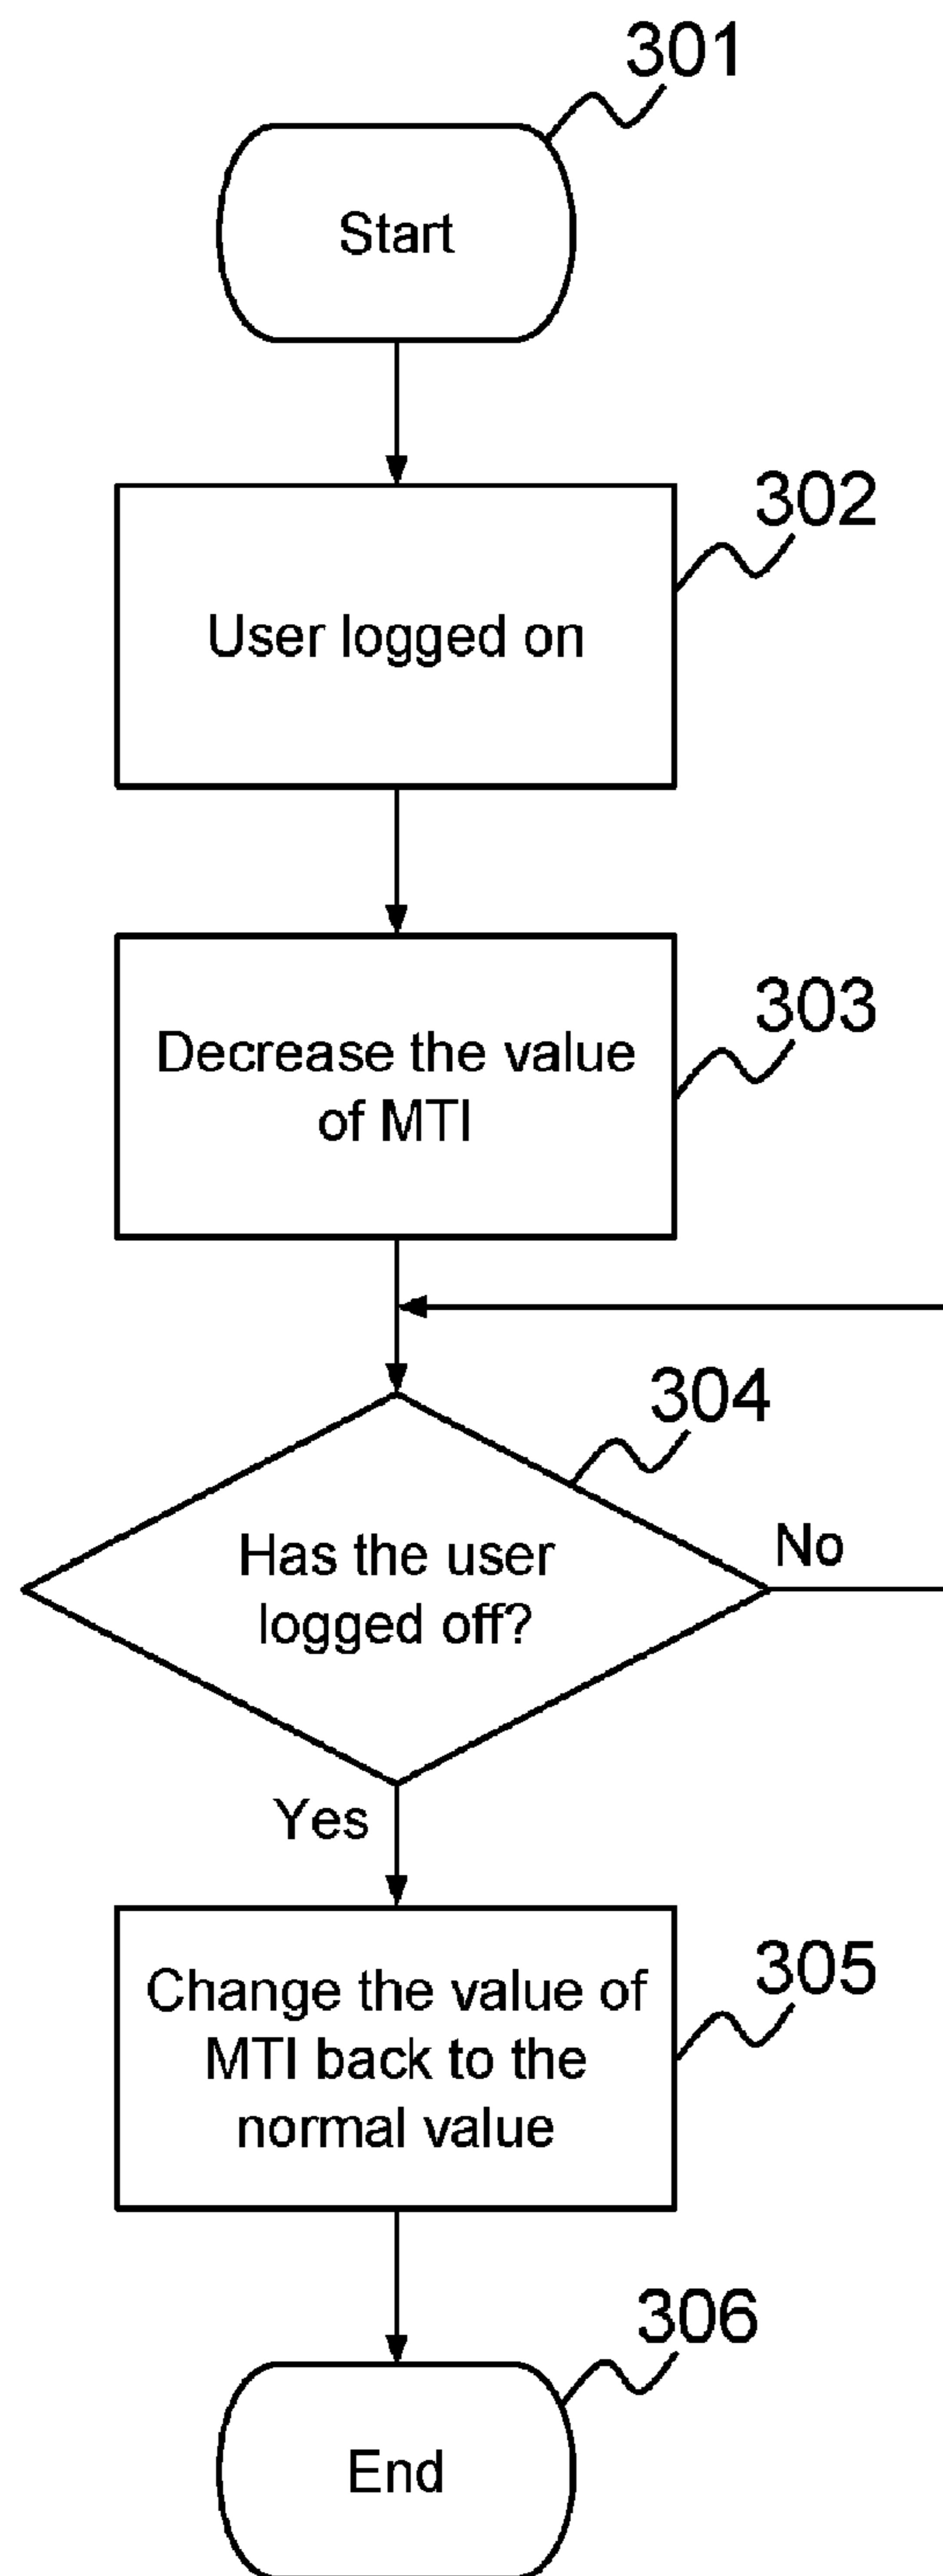 301
Start
302
User logged on
303
Decrease the value
of MTI
304
Has the user
logged off?
No
Yes
305
Change the value of
MTI back to the
normal value
306
End